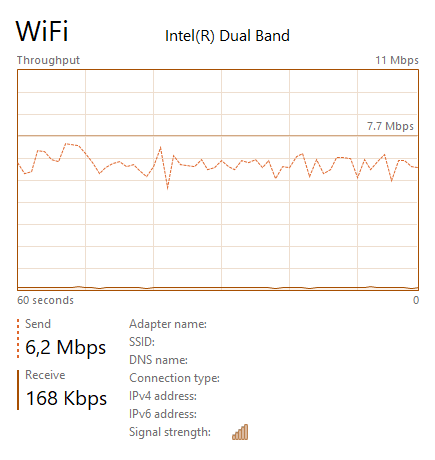 WiFi
Intel(R) Dual Band
Throughput
11 Mbps
7.7 Mbps
60 seconds
0
Send
6,2 Mbps
Receive
168 Kbps
Adapter name:
SSID:
DNS name:
Connection type:
IPv4 address:
IPv6 address:
Signal strength: